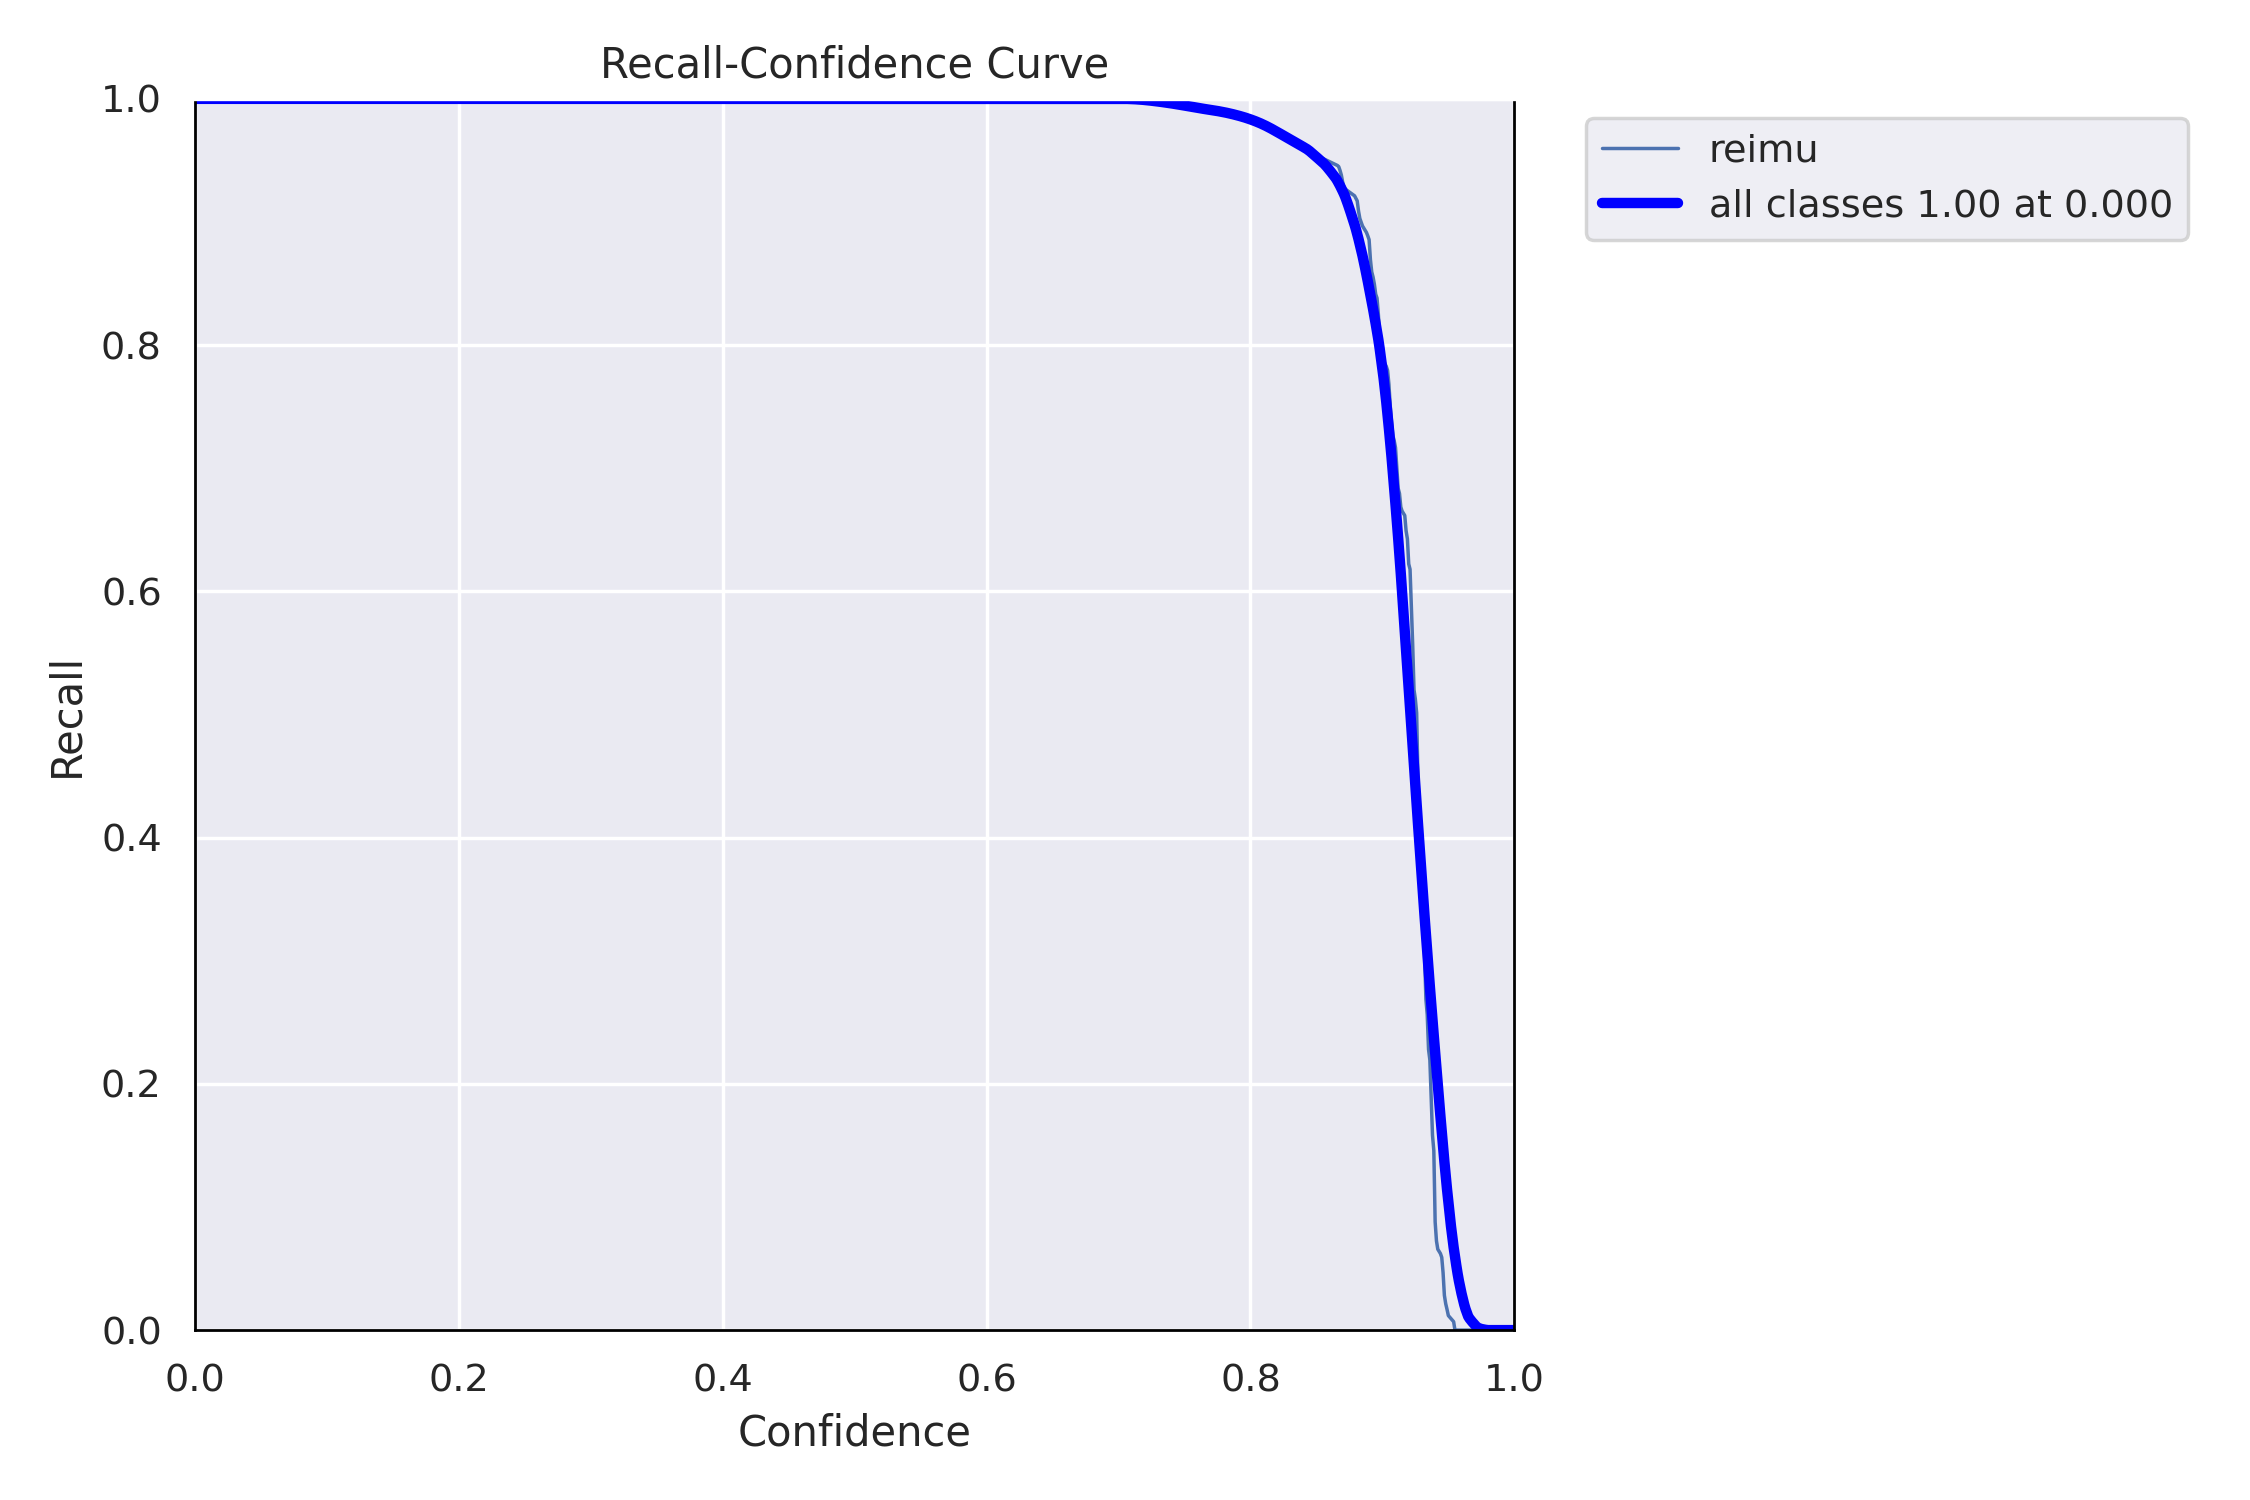 Recall-Confidence Curve
1.0
0.8
0.6
0.4
0.2
0.0
Recall
0.0 0.2 0.4 0.6 0.8 1.0
Confidence
reimu
all classes 1.00 at 0.000